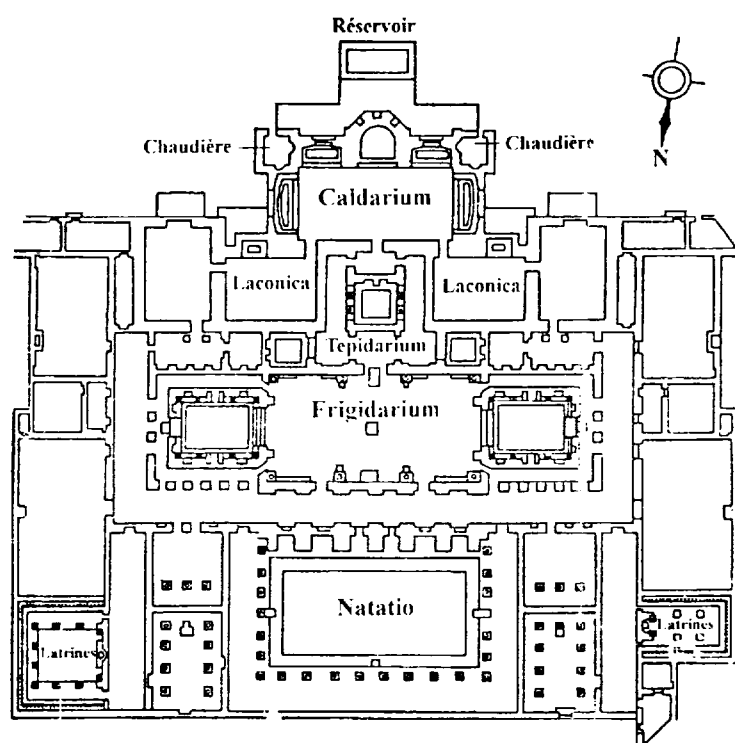 Réservoir
N
Chaudière
Chaudière
Caldarium
Laconica
Laconica
Tepidarium
Frigidarium
Natatio
Latrines
Latrines